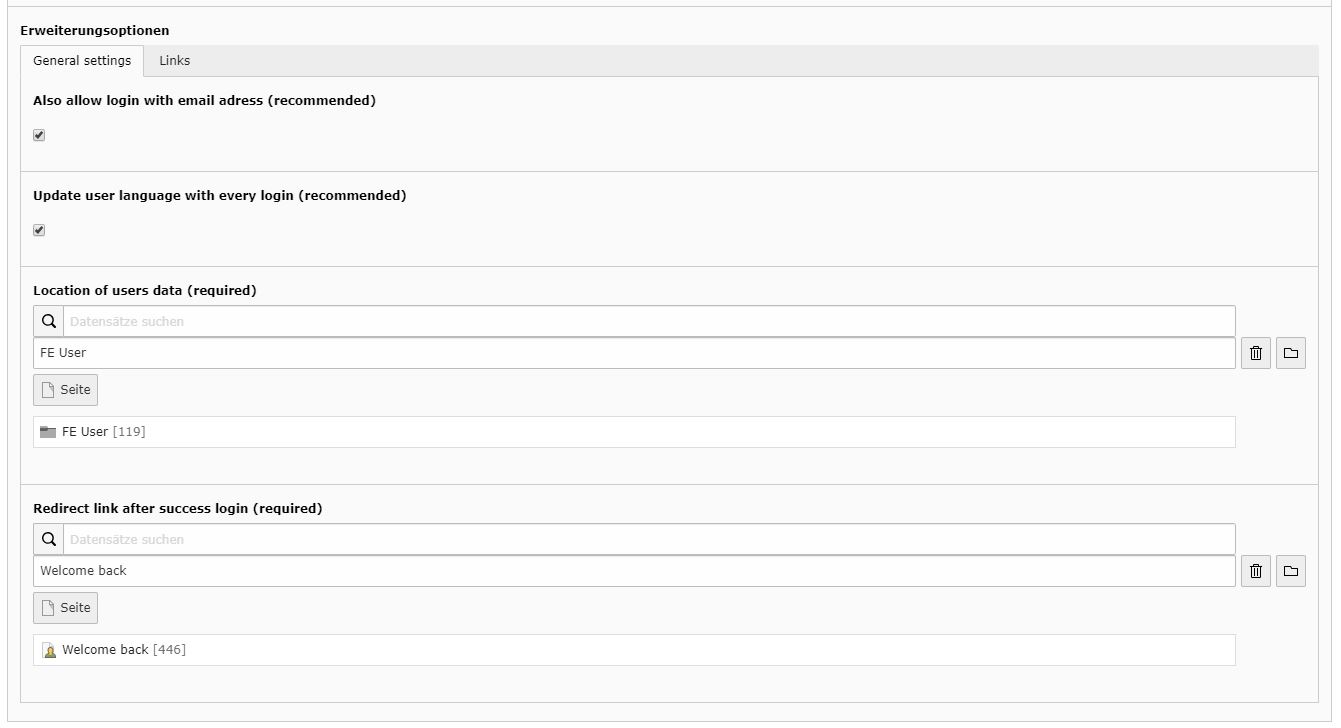 Erweiterungsoptionen
General settings Links
Also allow login with email adress (recommended)
Update user language with every login (recommended)
Location of users data (required)
Datensätze suchen
FE User
Seite
FE User [119]
Redirect link after success login (required)
Datensätze suchen
Welcome back
Seite
Welcome back [446]